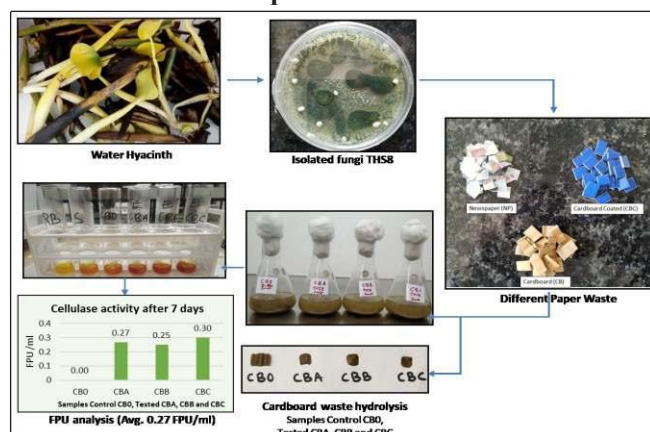 Water Hyacinth
Isolated fungi THS8
Newspaper (NP)
Cardboard Coated (CBC)
Cardboard (CB)
Different Paper Waste
RB S
CBC
Cellulase activity after 7 days
FPU/ml
0.4
0.3
0.2
0.1
0
0.00
0.27
0.25
0.30
CB0 CBA CBB CBC
Samples Control CB0, Tested CBA, CBB and CBC
FPU analysis (Avg. 0.27 FPU/ml)
CBO CBA CBB CBC
Cardboard waste hydrolysis
Samples Control CB0,
Tested CBA, CBB and CBC